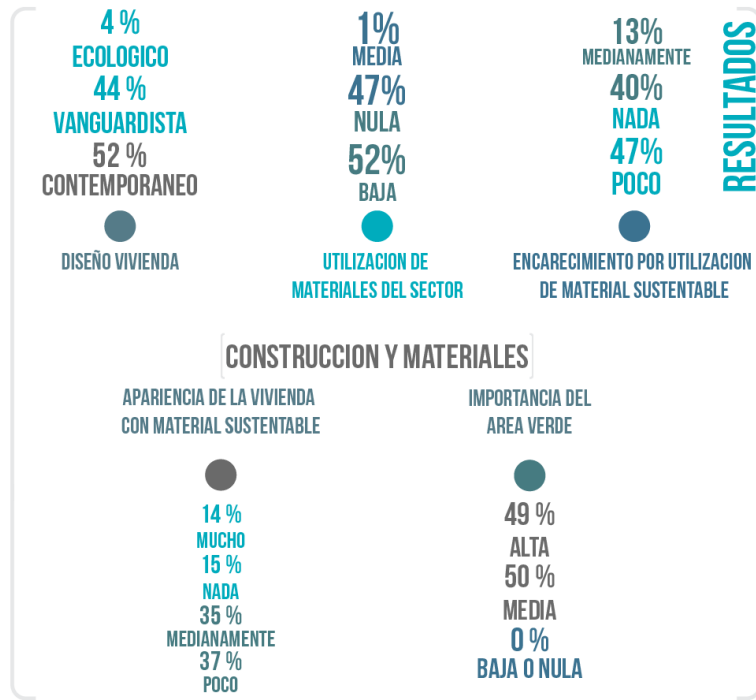 RESULTADOS
4 %
ECOLOGICO
44 %
VANGUARDISTA
52 %
CONTEMPORANEO
DISEÑO VIVIENDA
1%
MEDIA
47%
NULA
52%
BAJA
UTILIZACION DE
MATERIALES DEL SECTOR
13%
MEDIANAMENTE
40%
NADA
47%
POCO
ENCARECIMIENTO POR UTILIZACION
DE MATERIAL SUSTENTABLE
CONSTRUCCION Y MATERIALES
APARIENCIA DE LA VIVIENDA
CON MATERIAL SUSTENTABLE
14 %
MUCHO
15 %
NADA
35 %
MEDIANAMENTE
37 %
POCO
IMPORTANCIA DEL
AREA VERDE
49 %
ALTA
50 %
MEDIA
0 %
BAJA O NULA